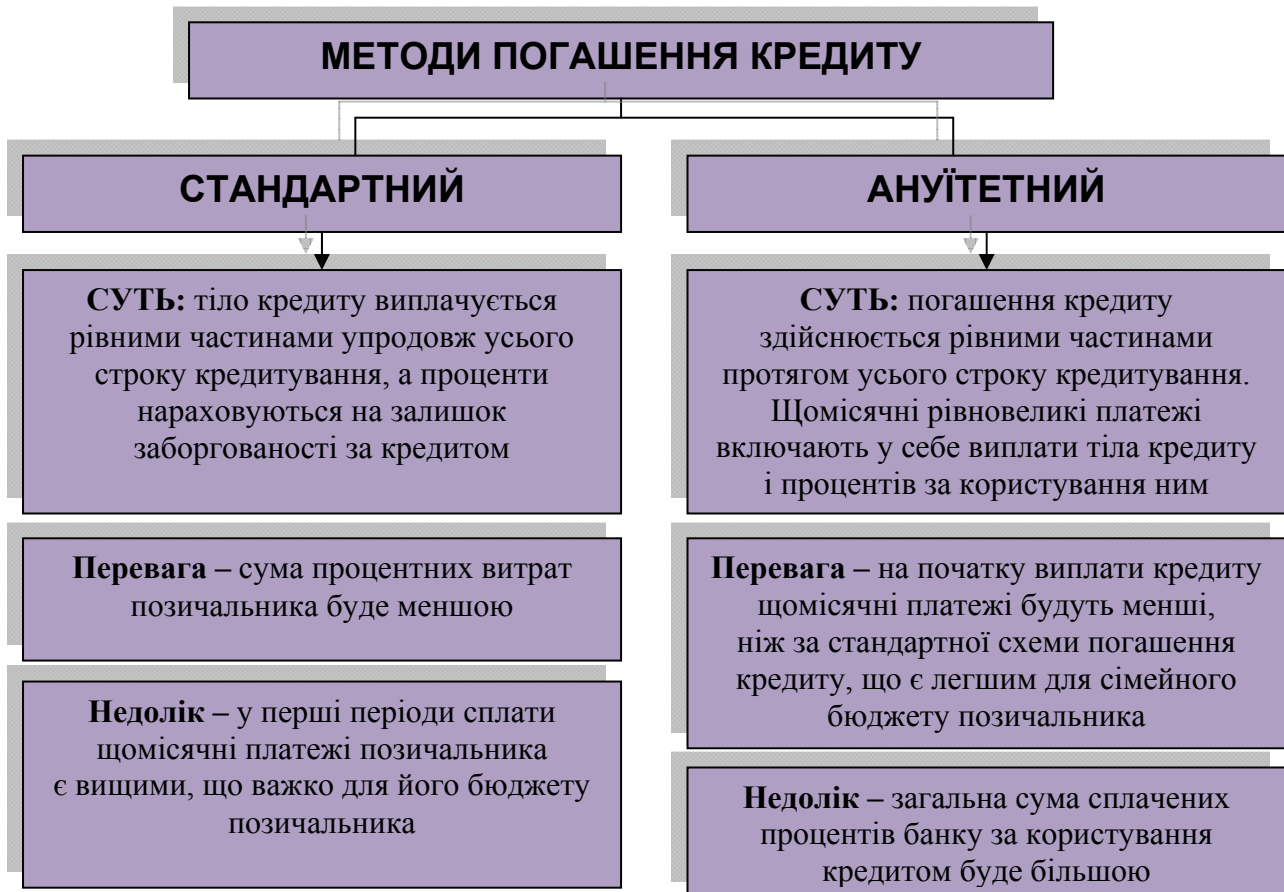 МЕТОДИ ПОГАШЕННЯ КРЕДИТУ
СТАНДАРТНИЙ
СУТЬ: тіло кредиту виплачується
рівними частинами упродовж усього
строку кредитування, а проценти
нараховуються на залишок
заборгованості за кредитом
Перевага – сума процентних витрат
позичальника буде меншою
Недолік – у перші періоди сплати
щомісячні платежі позичальника
є вищими, що важко для його бюджету
позичальника
АНУЇТЕТНИЙ
СУТЬ: погашення кредиту
здійснюється рівними частинами
протягом усього строку кредитування.
Щомісячні рівновеликі платежі
включають у себе виплати тіла кредиту
і процентів за користування ним
Перевага – на початку виплати кредиту
щомісячні платежі будуть менші,
ніж за стандартної схеми погашення
кредиту, що є легшим для сімейного
бюджету позичальника
Недолік – загальна сума сплачених
процентів банку за користування
кредитом буде більшою